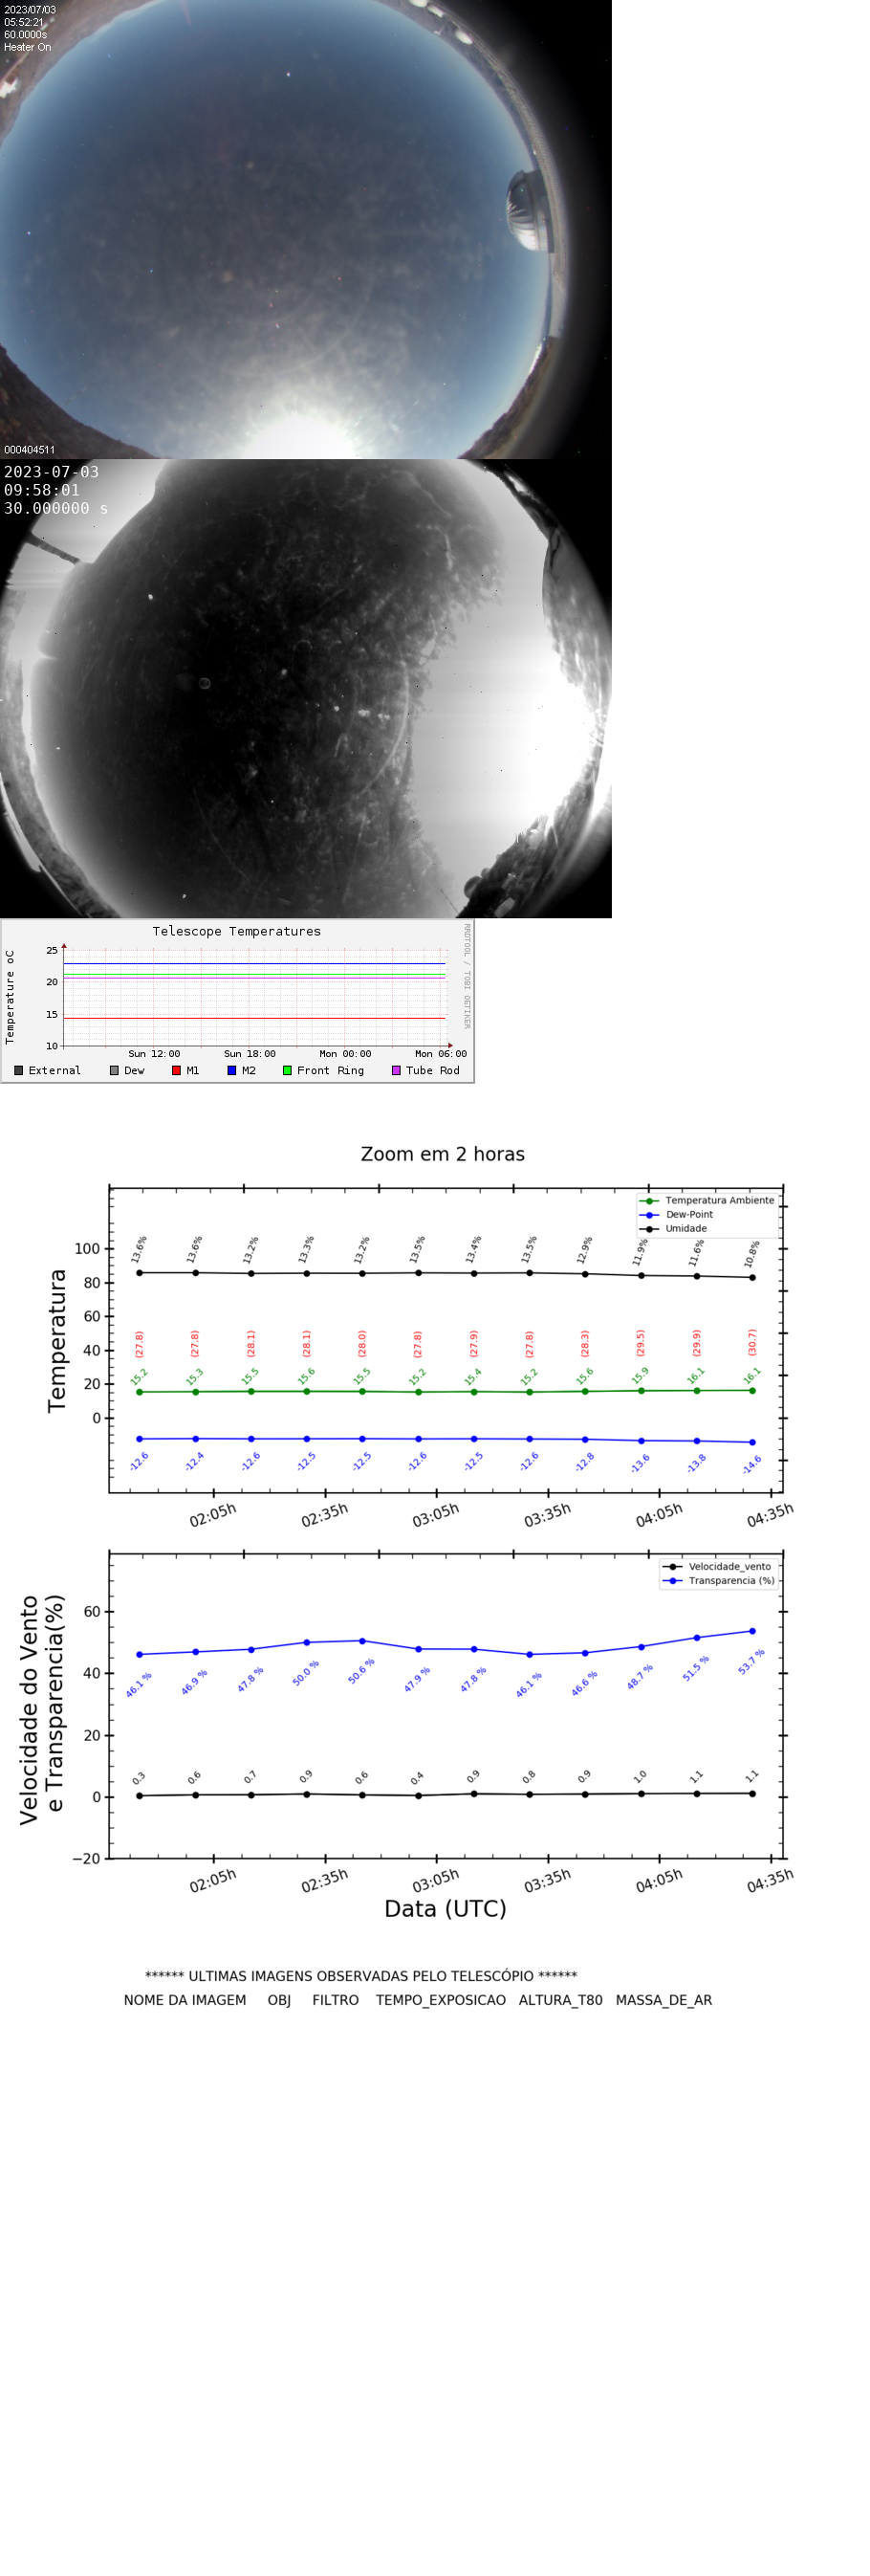 2023/07/03
05:52:21
60.0000s
Heater On
000404511
2023-07-03
09:58:01
30.000000 s
Telescope Temperatures
RRDTOOL / TOBI OETIKER
Temperature oC
25
20
15
10
Sun 12:00 Sun 18:00 Mon 00:00 Mon 06:00
External Dew M1 M2 Front Ring Tube Rod
Zoom em 2 horas
Temperatura Ambiente
Dew-Point
Umidade
Temperatura
100
80
60
40
20
0
13.6% 13.6% 13.2% 13.3% 13.2% 13.5% 13.4% 13.5% 12.9% 11.9% 11.6% 10.8%
(27.8) (27.8) (28.1) (28.1) (28.0) (27.8) (27.9) (27.8) (28.3) (29.5) (29.9) (30.7)
15.2 15.3 15.5 15.6 15.5 15.2 15.4 15.2 15.6 15.9 16.1 16.1
-12.6 -12.4 -12.6 -12.5 -12.5 -12.6 -12.5 -12.6 -12.8 -13.6 -13.8 -14.6
02:05h 02:35h 03:05h 03:35h 04:05h 04:35h
Velocidade_vento
Transparencia (%)
Velocidade do Vento
e Transparencia(%)
60
40
20
0
−20
46.1 % 46.9 % 47.8 % 50.0 % 50.6 % 47.9 % 47.8 % 46.1 % 46.6 % 48.7 % 51.5 % 53.7 %
0.3 0.6 0.7 0.9 0.6 0.4 0.9 0.8 0.9 1.0 1.1 1.1
02:05h 02:35h 03:05h 03:35h 04:05h 04:35h
Data (UTC)
****** ULTIMAS IMAGENS OBSERVADAS PELO TELESCÓPIO ******
NOME DA IMAGEM OBJ FILTRO TEMPO_EXPOSICAO ALTURA_T80 MASSA_DE_AR